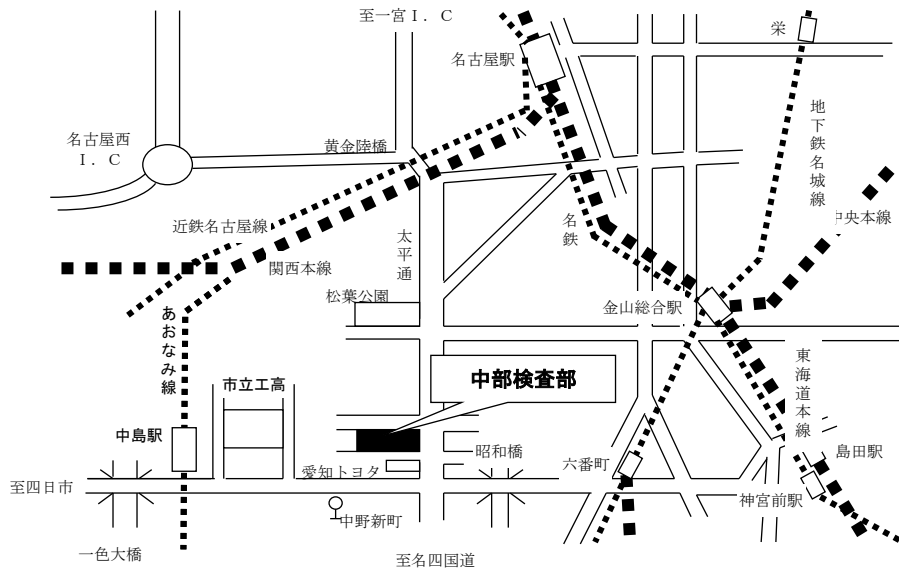 至一宮Ｉ．Ｃ
栄
名古屋駅
地下鉄名城線
名古屋西
Ｉ．Ｃ
黄金陸橋
中央本線
近鉄名古屋線
名鉄
太平通
関西本線
松葉公園
金山総合駅
あおなみ線
東海道本線
中部検査部
市立工高
中島駅
昭和橋
六番町
島田駅
愛知トヨタ
至四日市
神宮前駅
中野新町
一色大橋
至名四国道